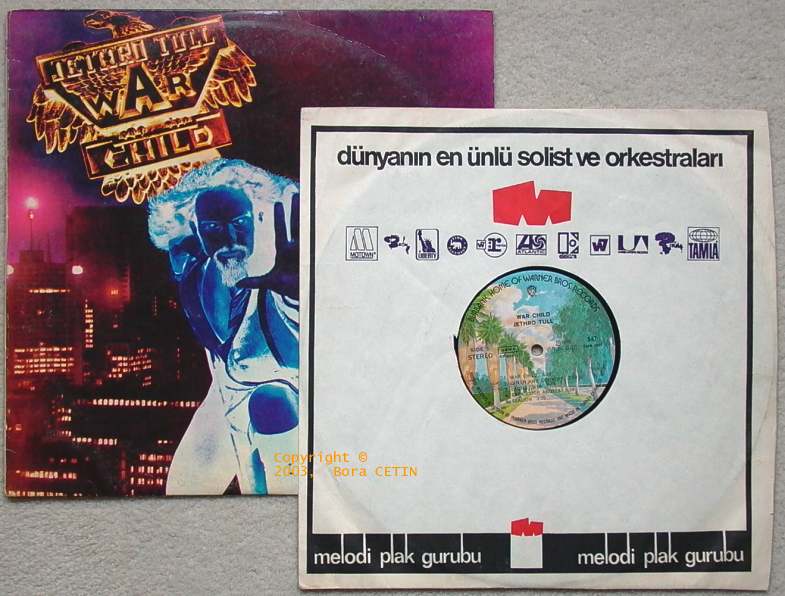 JETHRO TULL
WAR
CHILD
dünyanın en ünlü solist ve orkestraları
MOTOWN
LIBERTY
ATLANTIC
TAMLA
HOME OF WARNER BROS. RECORDS
WAR CHILD
JETHRO TULL
SIDE
STEREO
Copyright ©
2003, Bora CETIN
melodi plak gurubu melodi plak gurubu